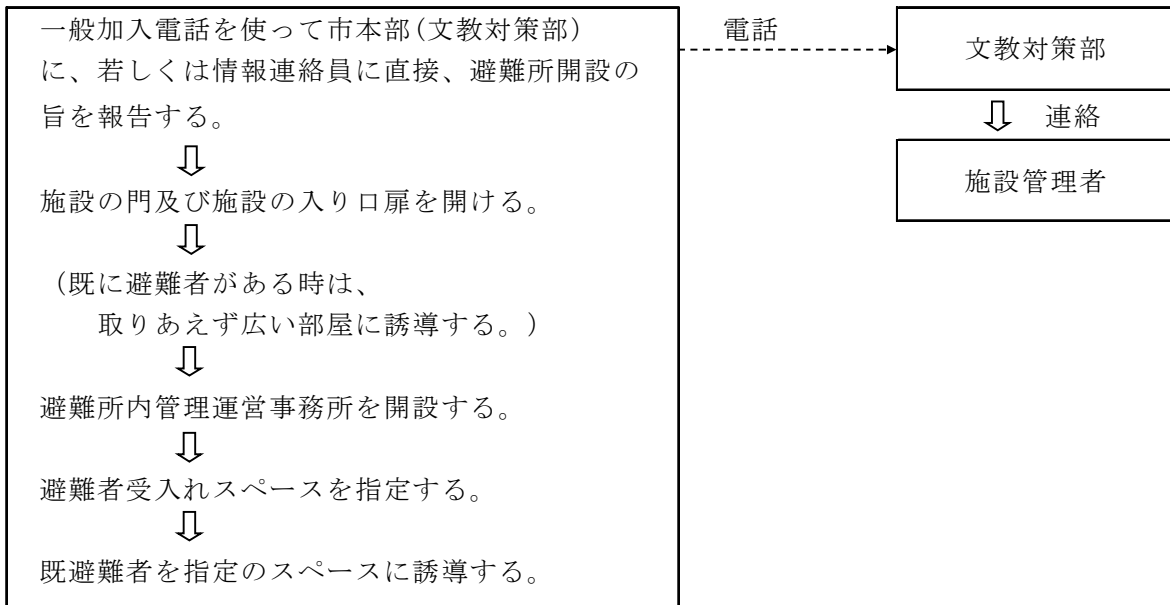 一般加入電話を使って市本部(文教対策部)
に、若しくは情報連絡員に直接、避難所開設の
旨を報告する。
施設の門及び施設の入り口扉を開ける。
(既に避難者がある時は、
取りあえず広い部屋に誘導する。)
避難所内管理運営事務所を開設する。
避難者受入れスペースを指定する。
既避難者を指定のスペースに誘導する。
電話
文教対策部
連絡
施設管理者